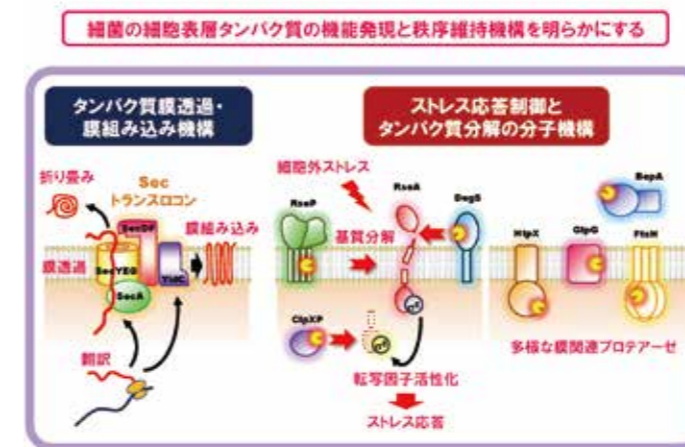 細菌の細胞表層タンパク質の機能発現と秩序維持機構を明らかにする
タンパク質膜透過・
膜組み込み機構
ストレス応答制御と
タンパク質分解の分子機構
折り畳み
Sec
トランスロコン
SecDF
膜組み込み
膜透過
SecYEG
YidC
SecA
翻訳
細胞外ストレス
RseP
RseA
DegS
基質分解
ClpXP
転写因子活性化
ストレス応答
BepA
HtpX
GlpG
FtsH
多様な膜関連プロテアーゼ